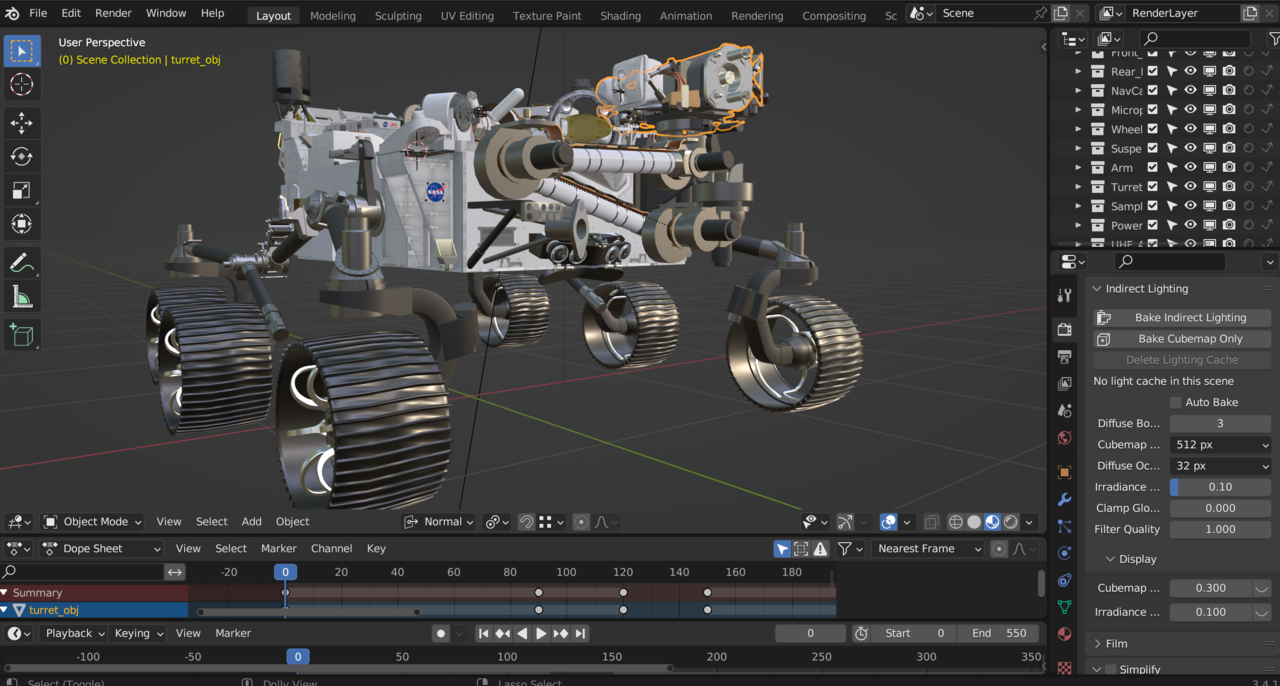 File Edit Render Window Help Layout Modeling Sculpting UV Editing Texture Paint Shading Animation Rendering Compositing Sc Scene RenderLayer
User Perspective
(0) Scene Collection | turret_obj
NASA
Rear_
NavCa
Microp
Wheel
Suspe
Arm
Turret
Sampl
Power
Indirect Lighting
Bake Indirect Lighting
Bake Cubemap Only
Delete Lighting Cache
No light cache in this scene
Auto Bake
Diffuse Bo... 3
Cubemap ... 512 px
Diffuse Oc... 32 px
Irradiance ... 0.10
Clamp Glo... 0.000
Filter Quality 1.000
Display
Cubemap ... 0.300
Irradiance ... 0.100
Film
Simplify
Object Mode View Select Add Object Normal
Dope Sheet View Select Marker Channel Key Nearest Frame
-20 0 20 40 60 80 100 120 140 160 180
Summary
turret_obj
Playback Keying View Marker 0 Start 0 End 550
-100 -50 0 50 100 150 200 250 300 350
Select (Toggle) Dolly View Lasso Select 3.4.1